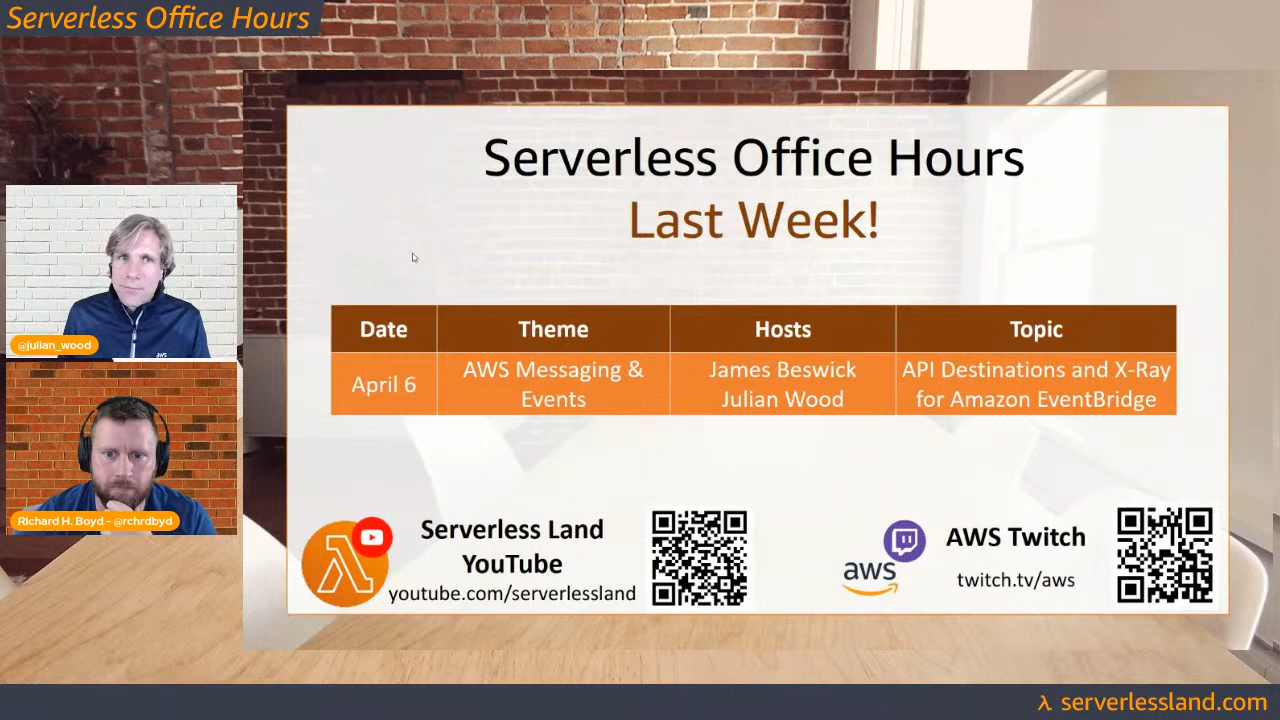 Serverless Office Hours
Serverless Office Hours
Last Week!
Date
Theme
Hosts
Topic
April 6
AWS Messaging &
Events
James Beswick
Julian Wood
API Destinations and X-Ray
for Amazon EventBridge
@julian_wood
aws
Richard H. Boyd - @rchrdbyd
Serverless Land
YouTube
youtube.com/serverlessland
aws
AWS Twitch
twitch.tv/aws
λ serverlessland.com